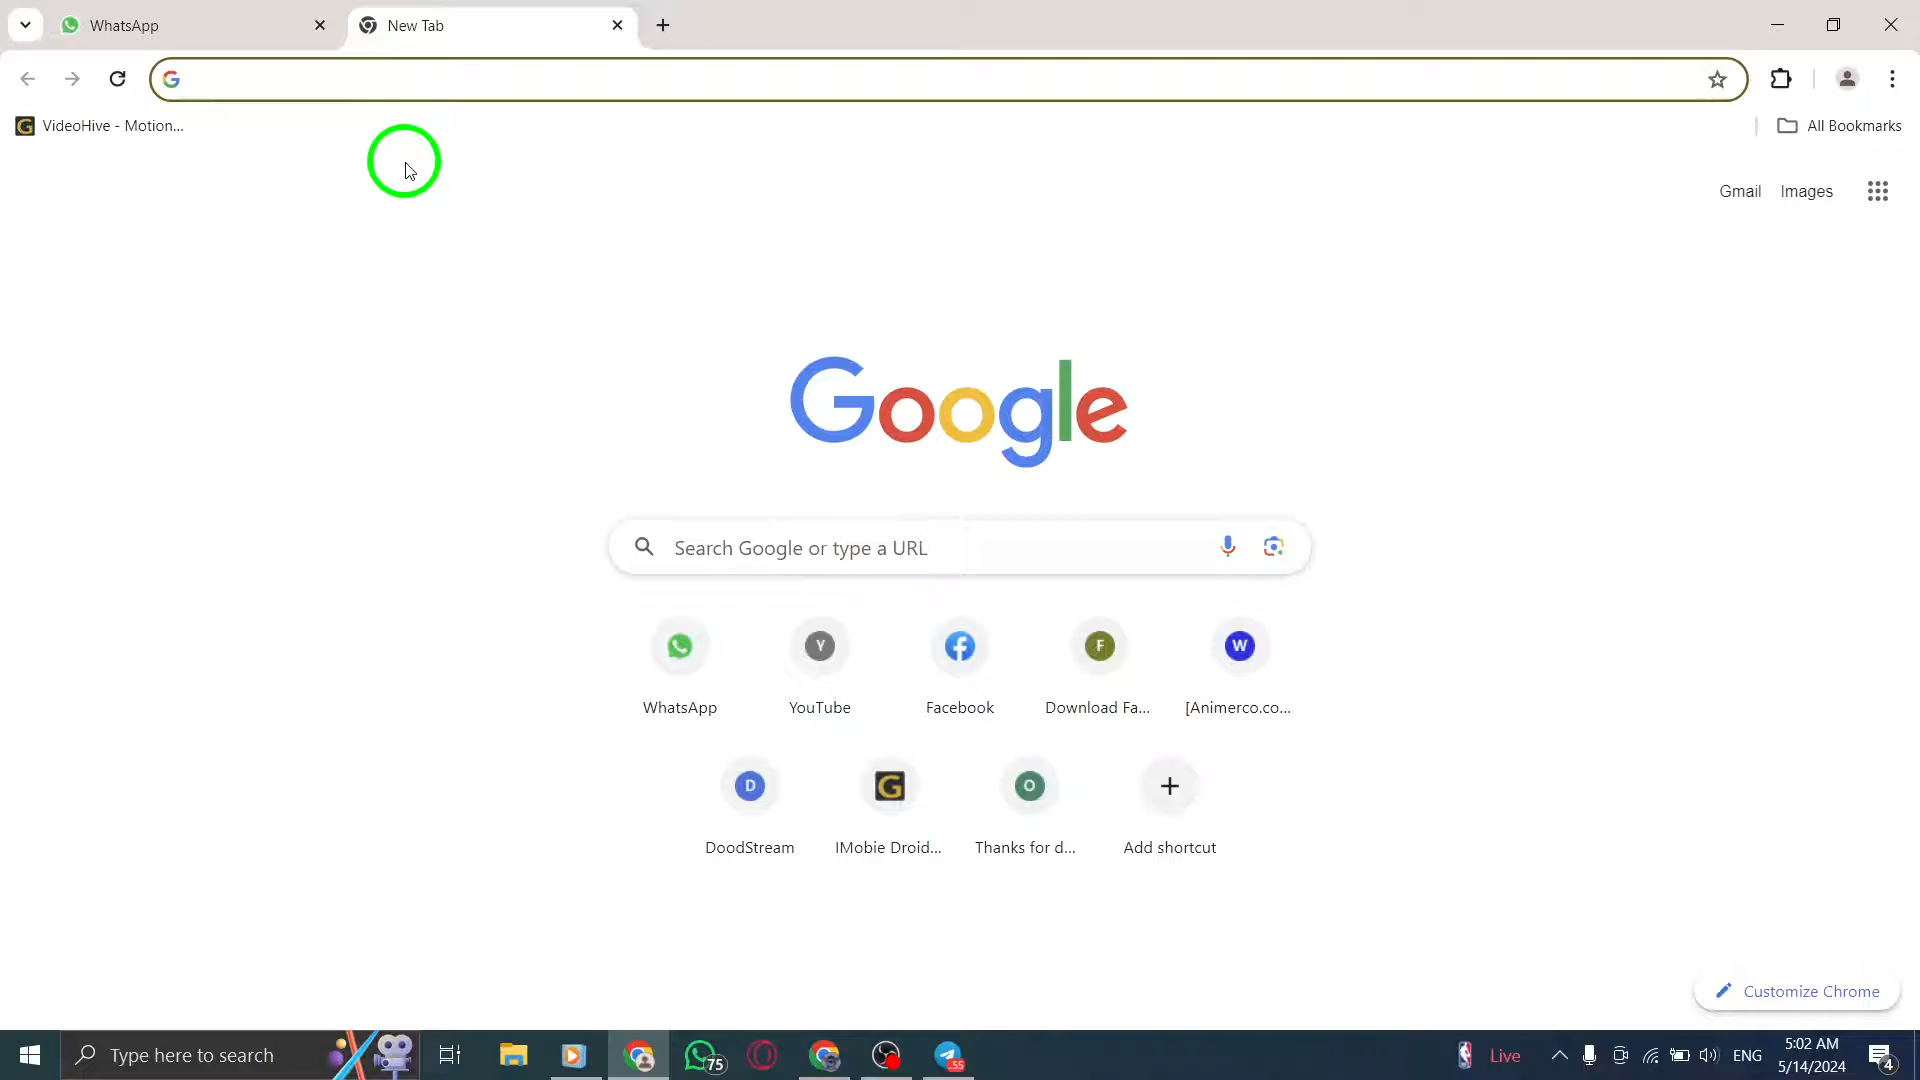 WhatsApp
New Tab
VideoHive - Motion...
All Bookmarks
Gmail
Images
Google
Search Google or type a URL
Y
F
W
WhatsApp
YouTube
Facebook
Download Fa...
[Animerco.co...
D
G
O
DoodStream
IMobie Droid...
Thanks for d...
Add shortcut
Customize Chrome
Type here to search
75
55
Live
ENG
5:02 AM
5/14/2024
4